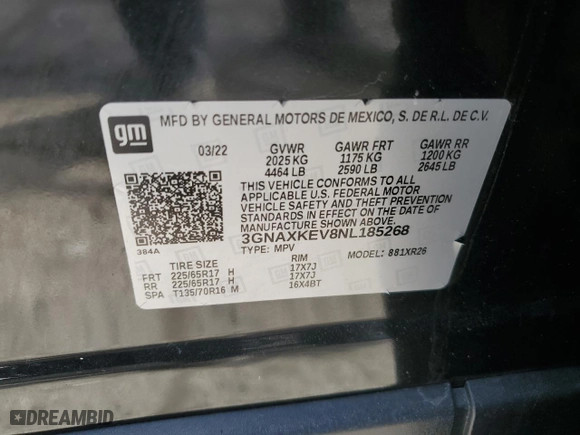 gm
MFD BY GENERAL MOTORS DE MEXICO, S. DE R.L. DE C.V.
03/22 GVWR GAWR FRT GAWR RR
2025 KG 1175 KG 1200 KG
4464 LB 2590 LB 2645 LB
THIS VEHICLE CONFORMS TO ALL
APPLICABLE U.S. FEDERAL MOTOR
VEHICLE SAFETY, BUMPER, AND THEFT
PREVENTION STANDARDS IN EFFECT ON
THE DATE OF MANUFACTURE SHOWN ABOVE.
3GNAXKEV8NL185268
384A TYPE: MPV MODEL: 881XR26
TIRE SIZE RIM
FRT 225/65R17 H 17X7J
RR 225/65R17 H 17X7J
SPA T135/70R16 M 16X4BT
DREAMBID